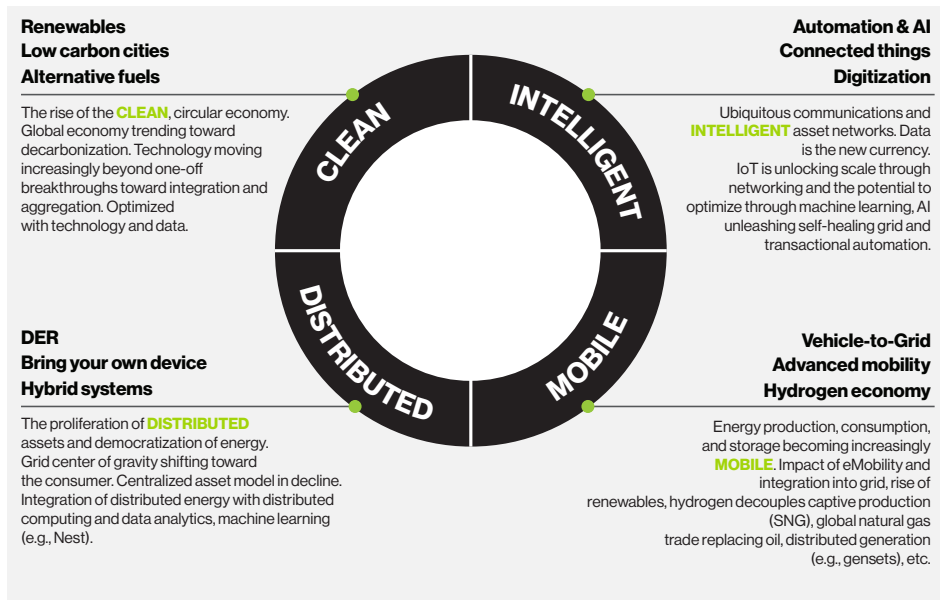 Renewables
Low carbon cities
Alternative fuels
The rise of the CLEAN, circular economy.
Global economy trending toward
decarbonization. Technology moving
increasingly beyond one-off
breakthroughs toward integration and
aggregation. Optimized
with technology and data.
Automation & AI
Connected things
Digitization
Ubiquitous communications and
INTELLIGENT asset networks. Data
is the new currency.
IoT is unlocking scale through
networking and the potential to
optimize through machine learning, AI
unleashing self-healing grid and
transactional automation.
CLEAN
INTELLIGENT
DISTRIBUTED
MOBILE
DER
Bring your own device
Hybrid systems
The proliferation of DISTRIBUTED
assets and democratization of energy.
Grid center of gravity shifting toward
the consumer. Centralized asset model in decline.
Integration of distributed energy with distributed
computing and data analytics, machine learning
(e.g., Nest).
Vehicle-to-Grid
Advanced mobility
Hydrogen economy
Energy production, consumption,
and storage becoming increasingly
MOBILE. Impact of eMobility and
integration into grid, rise of
renewables, hydrogen decouples captive production
(SNG), global natural gas
trade replacing oil, distributed generation
(e.g., gensets), etc.